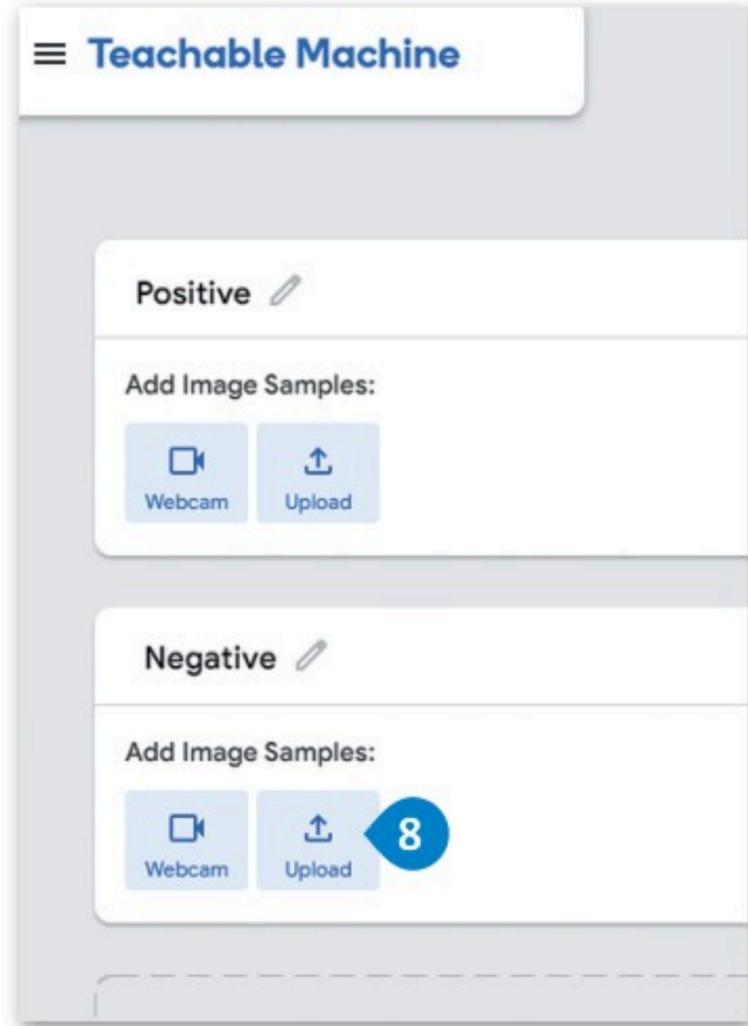 Teachable Machine
Positive
Add Image Samples:
Webcam Upload
Negative
Add Image Samples:
Webcam Upload
8